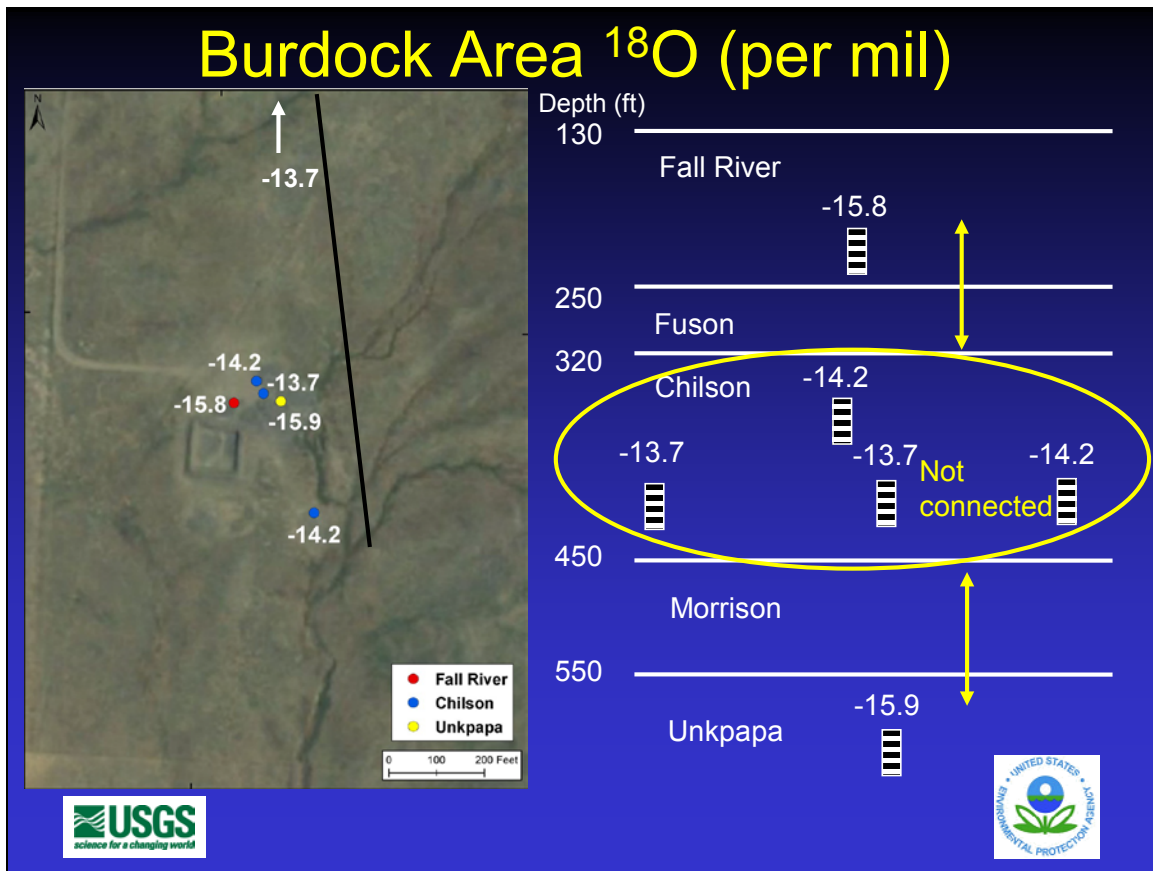 Burdock Area ¹⁸O (per mil)
N
-13.7
-14.2
-13.7
-15.8
-15.9
-14.2
Fall River
Chilson
Unkpapa
0 100 200 Feet
Depth (ft)
130
Fall River
-15.8
250
Fuson
320
Chilson
-14.2
-13.7
-13.7
Not
connected
-14.2
450
Morrison
550
-15.9
Unkpapa
USGS
science for a changing world
UNITED STATES
ENVIRONMENTAL PROTECTION AGENCY